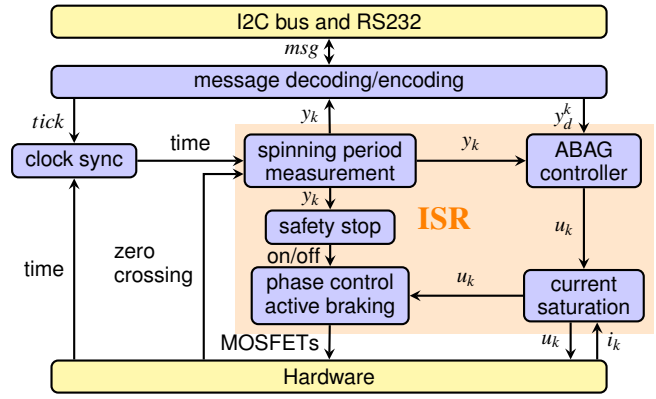 I2C bus and RS232
msg
message decoding/encoding
tick
y_k
y_d^k
clock sync
time
spinning period
measurement
y_k
ABAG
controller
y_k
ISR
safety stop
u_k
on/off
time
zero
crossing
phase control
active braking
u_k
current
saturation
MOSFETs
u_k
i_k
Hardware